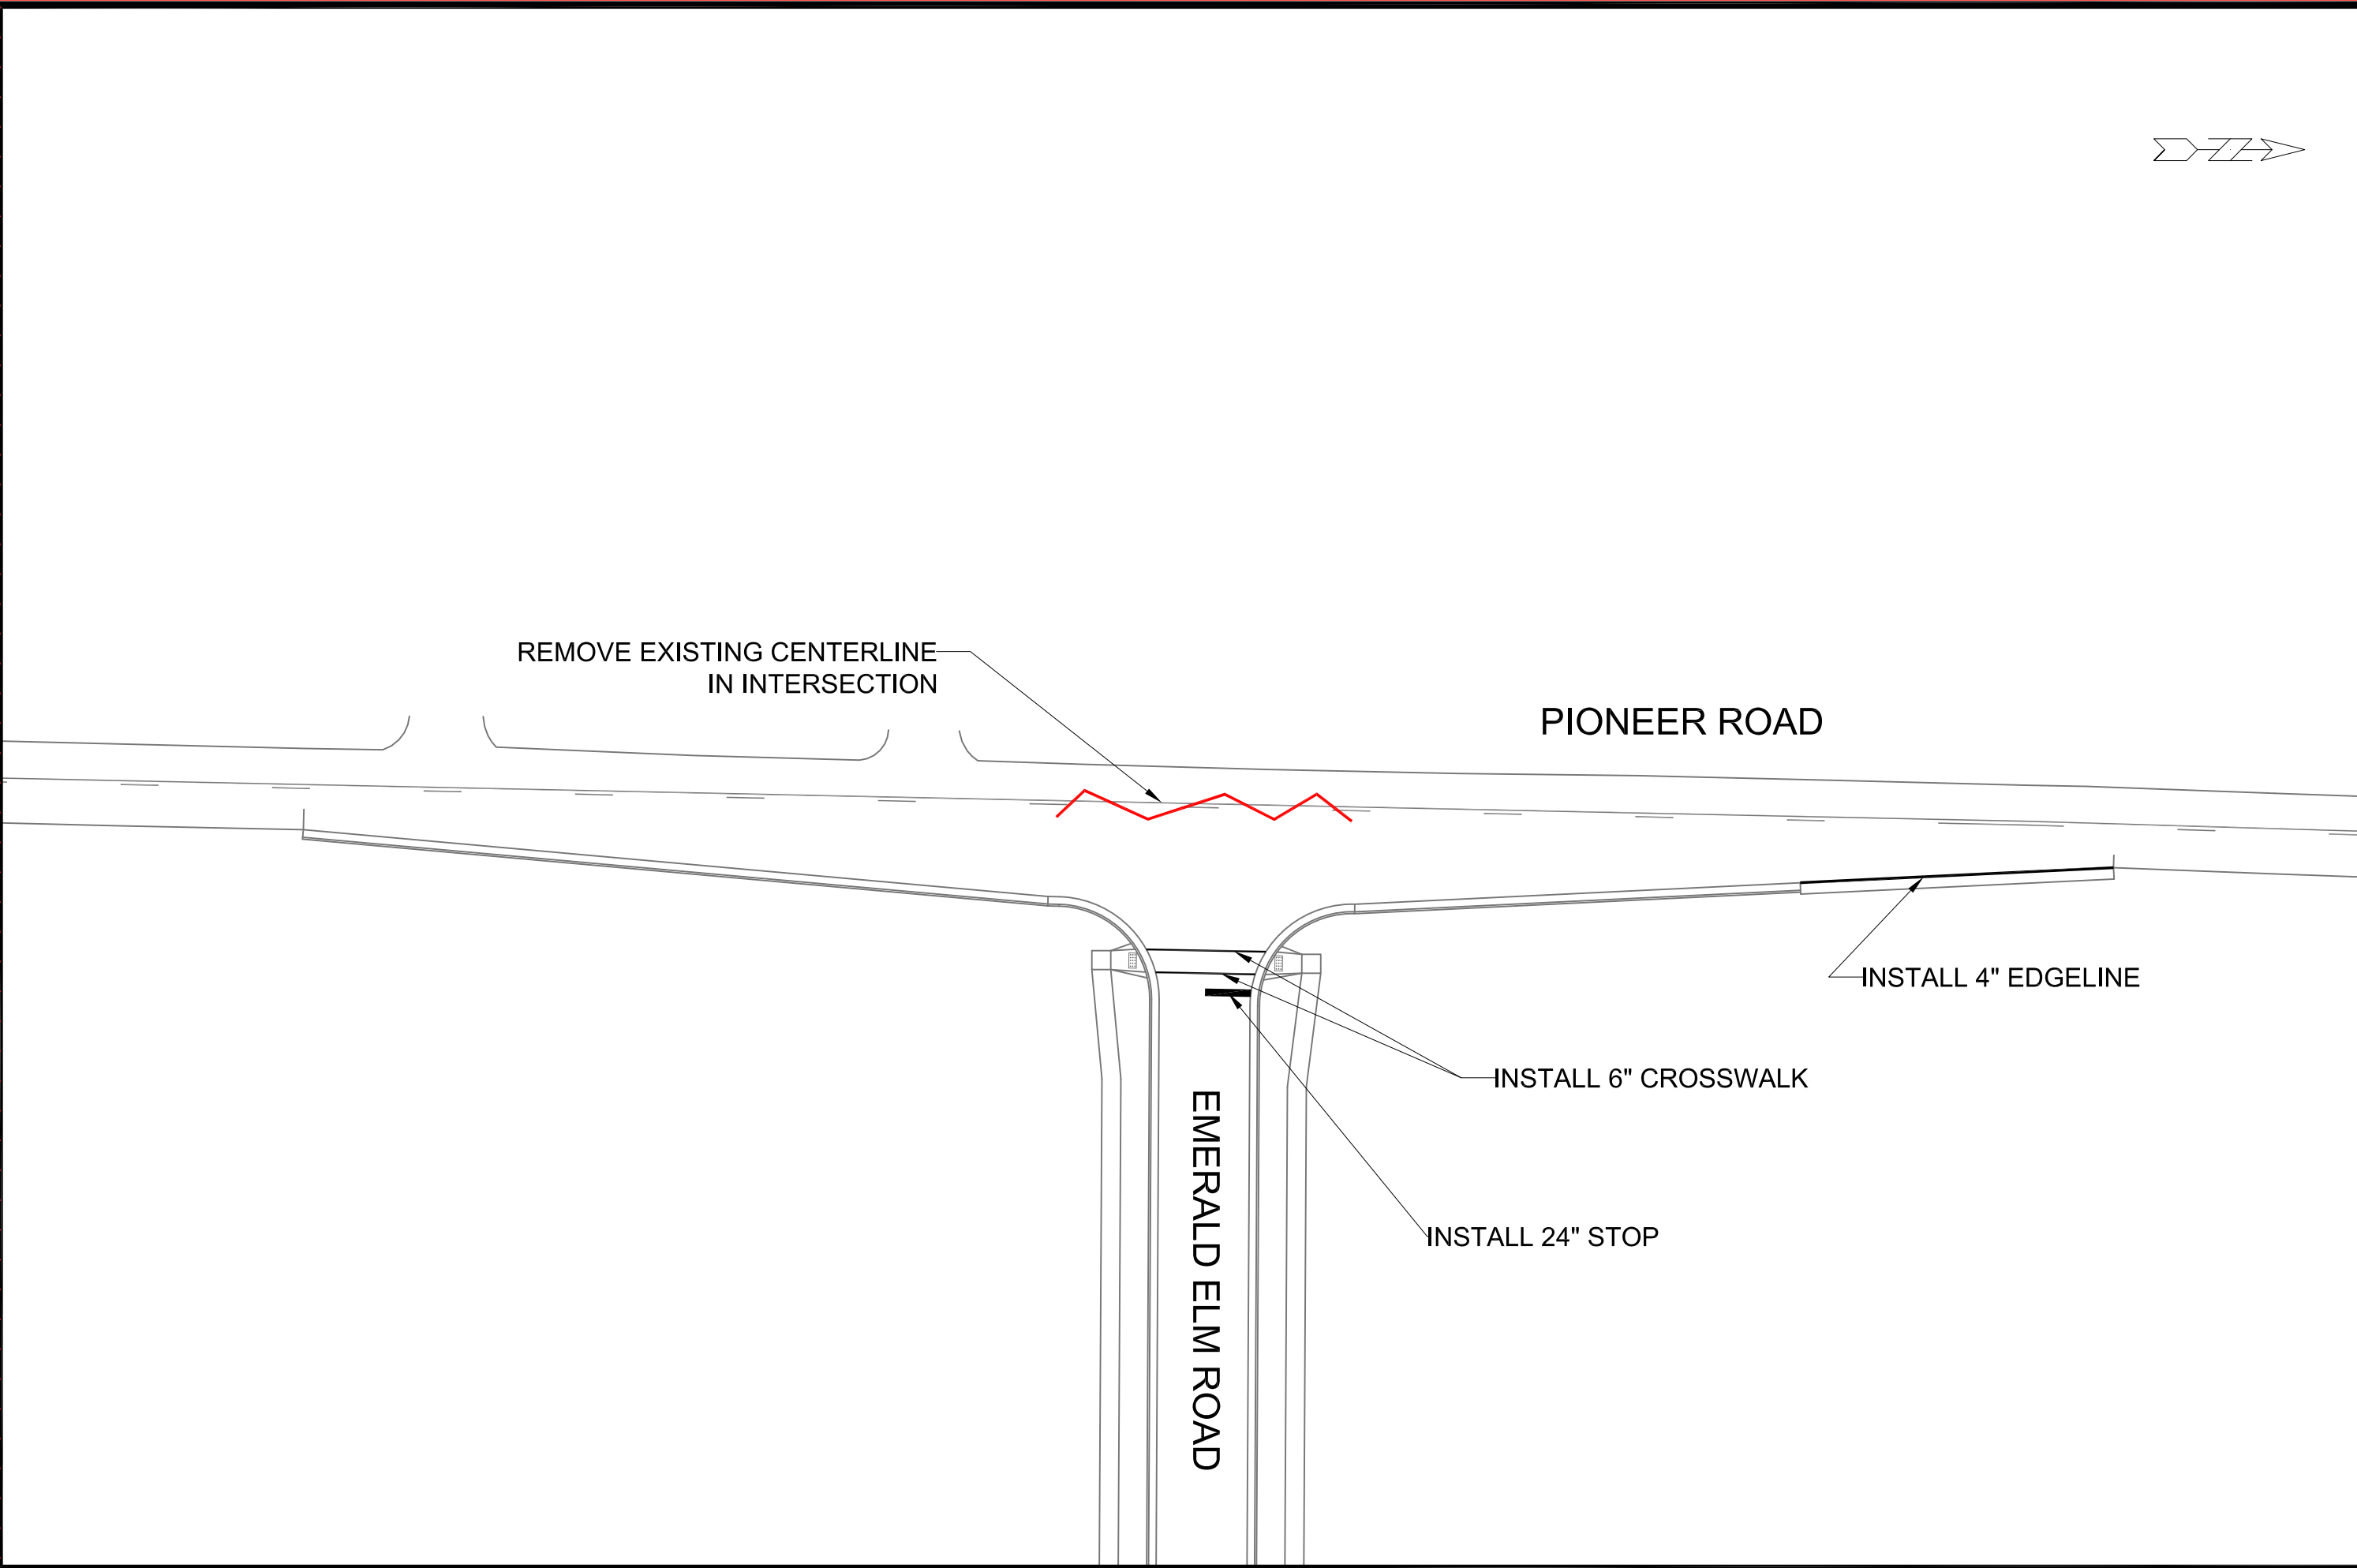 REMOVE EXISTING CENTERLINE
IN INTERSECTION
PIONEER ROAD
INSTALL 4" EDGELINE
INSTALL 6" CROSSWALK
EMERALD ELM ROAD
INSTALL 24" STOP